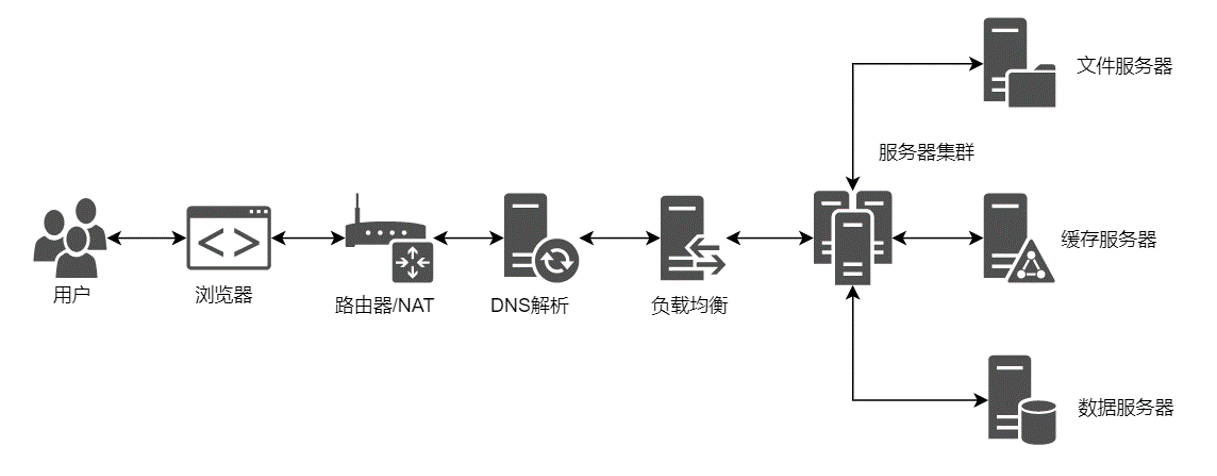 文件服务器
服务器集群
缓存服务器
用户
浏览器
路由器/NAT
DNS解析
负载均衡
数据服务器